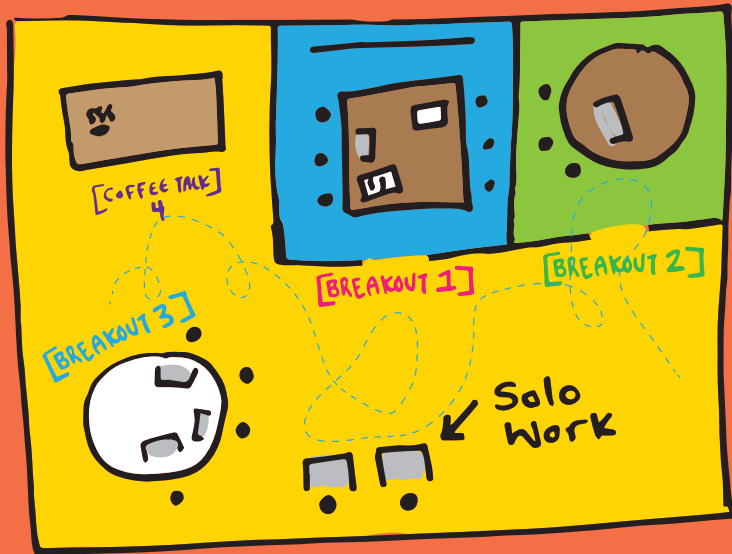 [COFFEE TALK]
4
[BREAKOUT 1]
[BREAKOUT 2]
[BREAKOUT 3]
Solo
Work